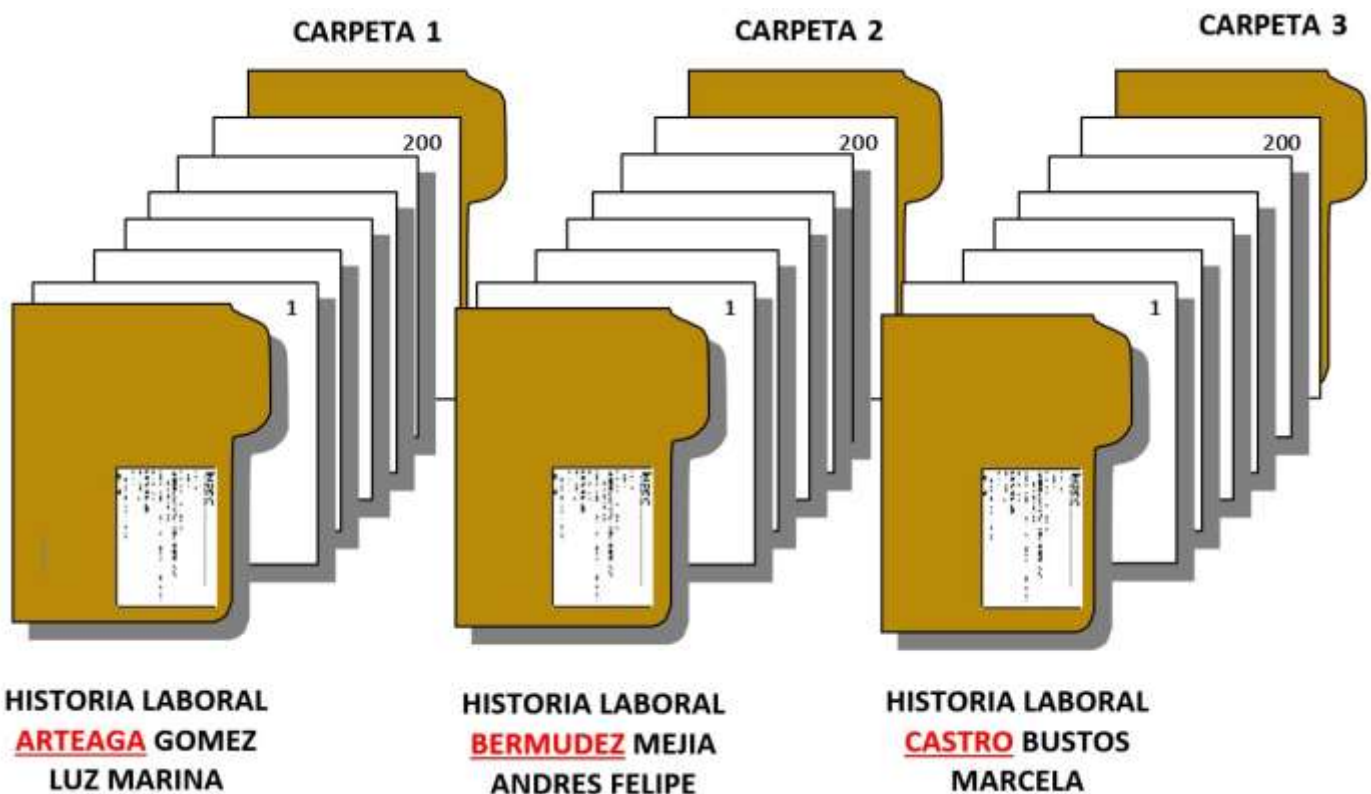 CARPETA 1
200
1
HISTORIA LABORAL
ARTEAGA GOMEZ
LUZ MARINA
CARPETA 2
200
1
HISTORIA LABORAL
BERMUDEZ MEJIA
ANDRES FELIPE
CARPETA 3
200
1
HISTORIA LABORAL
CASTRO BUSTOS
MARCELA